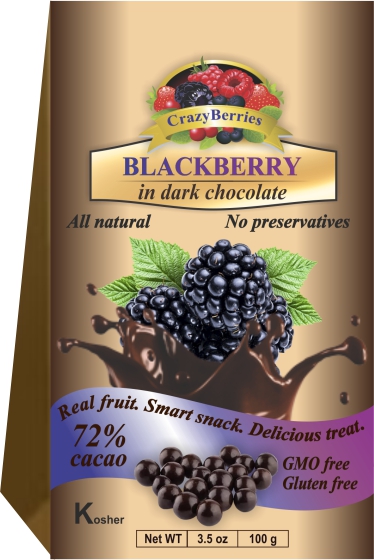 CrazyBerries
BLACKBERRY
in dark chocolate
All natural
No preservatives
Real fruit. Smart snack. Delicious treat.
72%
cacao
GMO free
Gluten free
Kosher
Net WT 3.5 oz 100 g